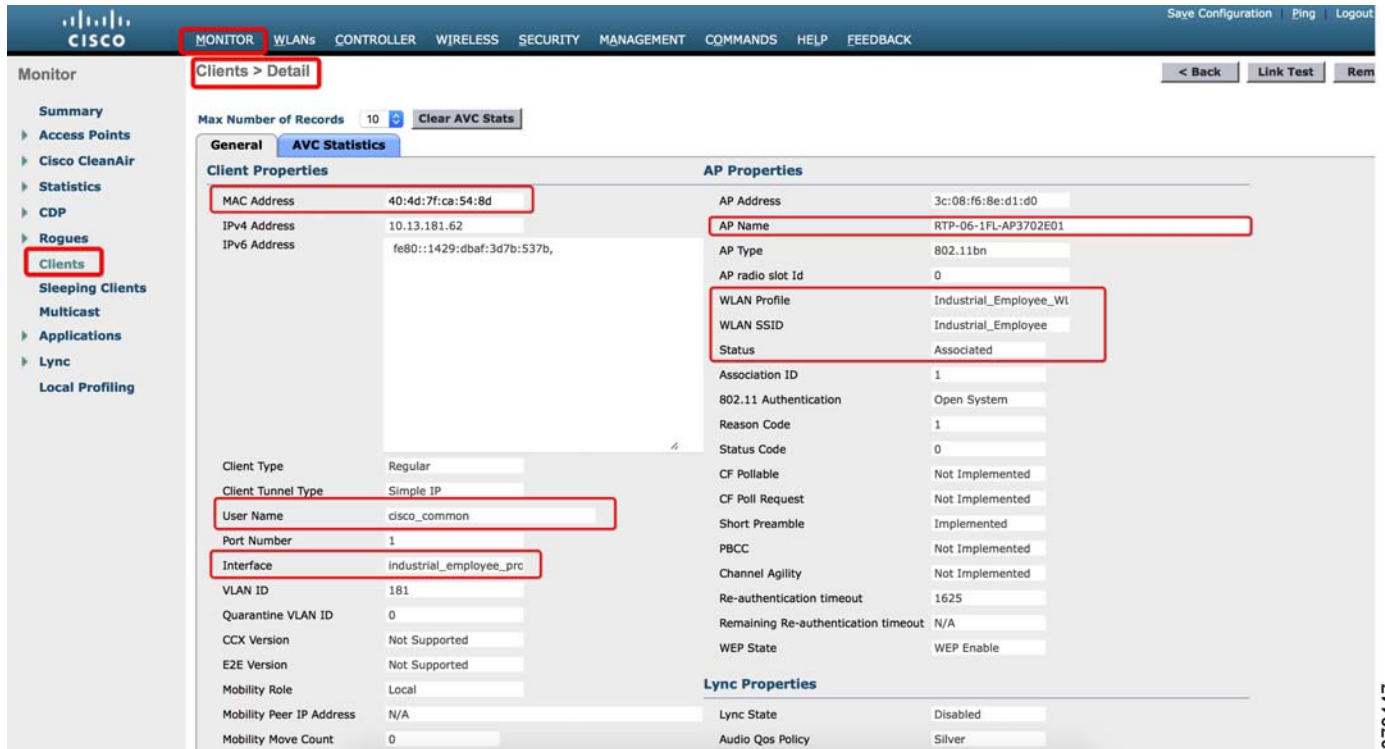 Save Configuration Ping Logout
CISCO
MONITOR WLANs CONTROLLER WIRELESS SECURITY MANAGEMENT COMMANDS HELP FEEDBACK
Monitor
Clients > Detail
< Back Link Test Rem
Summary
Access Points
Cisco CleanAir
Statistics
CDP
Rogues
Clients
Sleeping Clients
Multicast
Applications
Lync
Local Profiling
Max Number of Records 10 Clear AVC Stats
General AVC Statistics
Client Properties
MAC Address 40:4d:7f:ca:54:8d
IPv4 Address 10.13.181.62
IPv6 Address fe80::1429:dbaf:3d7b:537b,
Client Type Regular
Client Tunnel Type Simple IP
User Name cisco_common
Port Number 1
Interface industrial_employee_prc
VLAN ID 181
Quarantine VLAN ID 0
CCX Version Not Supported
E2E Version Not Supported
Mobility Role Local
Mobility Peer IP Address N/A
Mobility Move Count 0
AP Properties
AP Address 3c:08:f6:8e:d1:d0
AP Name RTP-06-1FL-AP3702E01
AP Type 802.11bn
AP radio slot Id 0
WLAN Profile Industrial_Employee_WL
WLAN SSID Industrial_Employee
Status Associated
Association ID 1
802.11 Authentication Open System
Reason Code 1
Status Code 0
CF Pollable Not Implemented
CF Poll Request Not Implemented
Short Preamble Implemented
PBCC Not Implemented
Channel Agility Not Implemented
Re-authentication timeout 1625
Remaining Re-authentication timeout N/A
WEP State WEP Enable
Lync Properties
Lync State Disabled
Audio Qos Policy Silver